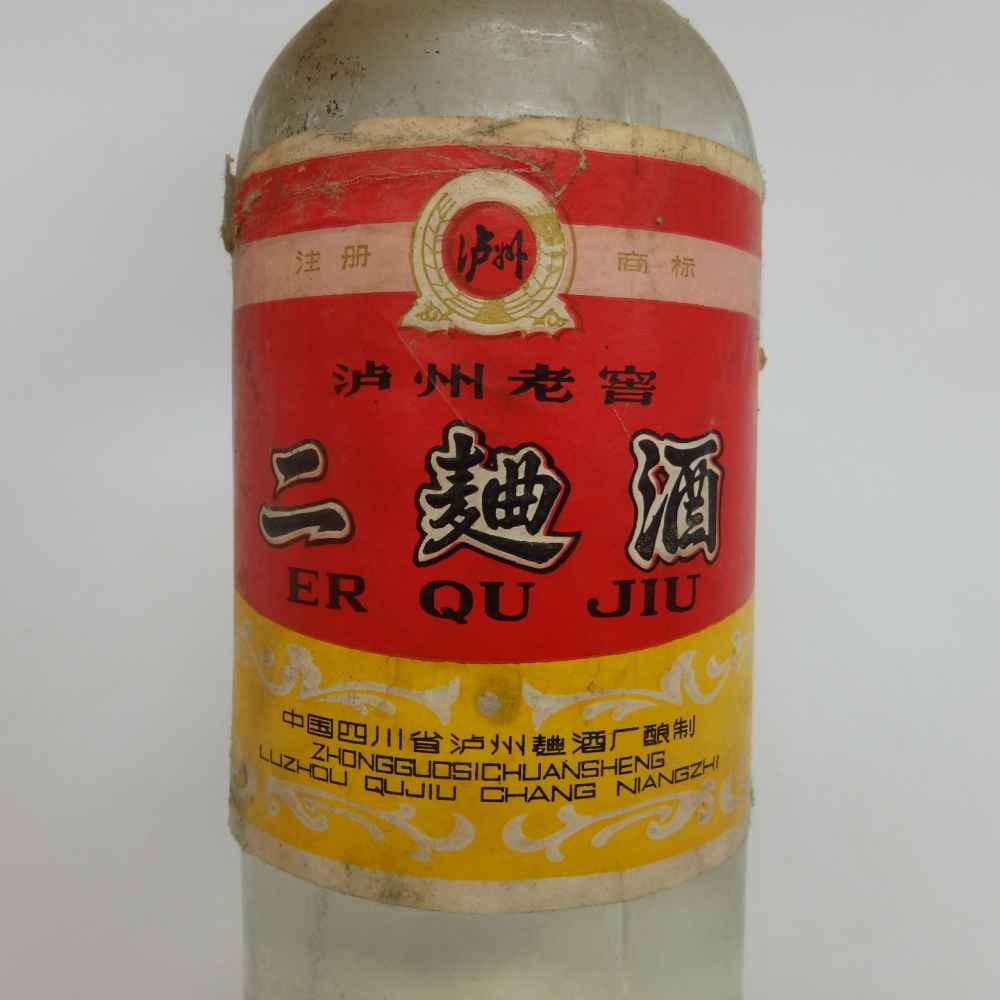 泸州
注册 商标
泸州老窖
二麯酒
ER QU JIU
中国四川省泸州麯酒厂酿制
ZHONGGUOSICHUANSHENG
LUZHOU QUJIU CHANG NIANGZHI